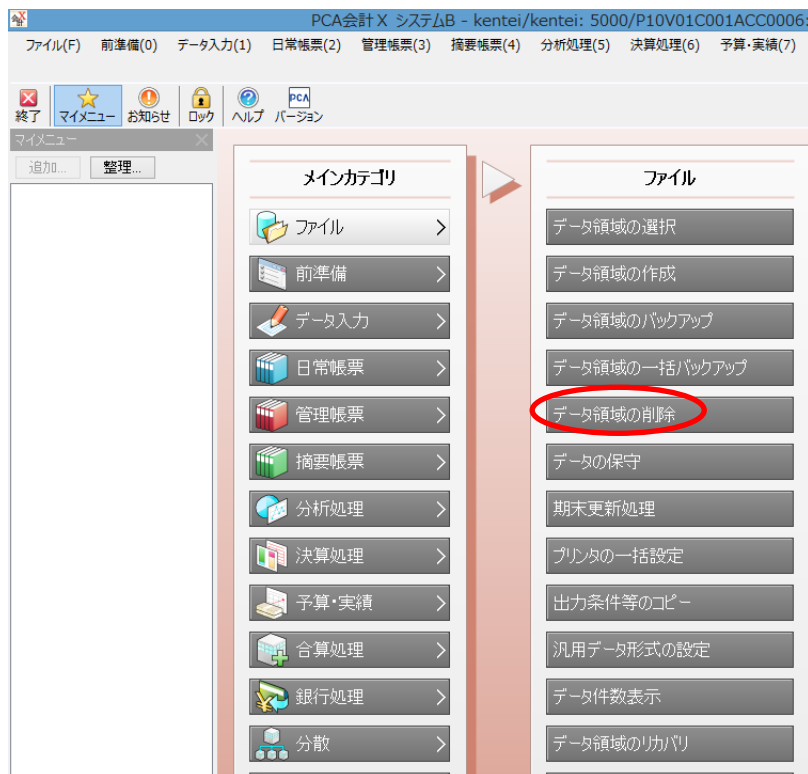 PCA会計X システムB - kentei/kentei: 5000/P10V01C001ACC0006:
ファイル(F) 前準備(0) データ入力(1) 日常帳票(2) 管理帳票(3) 摘要帳票(4) 分析処理(5) 決算処理(6) 予算・実績(7)
終了 マイメニュー お知らせ ロック ヘルプ バージョン
マイメニュー
追加... 整理...
メインカテゴリ
ファイル
前準備
データ入力
日常帳票
管理帳票
摘要帳票
分析処理
決算処理
予算・実績
合算処理
銀行処理
分散
ファイル
データ領域の選択
データ領域の作成
データ領域のバックアップ
データ領域の一括バックアップ
データ領域の削除
データの保守
期末更新処理
プリンタの一括設定
出力条件等のコピー
汎用データ形式の設定
データ件数表示
データ領域のリカバリ